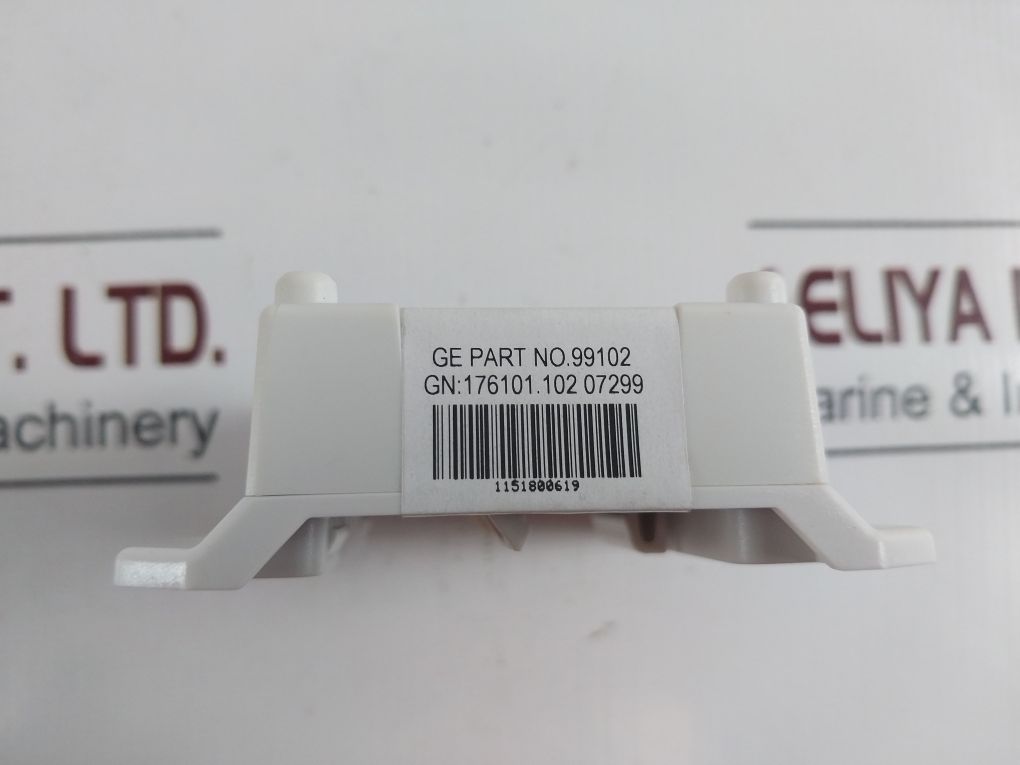 T. LTD.
achinery
ELIYA
arine & I
GE PART NO.99102
GN:176101.102 07299
1151800619